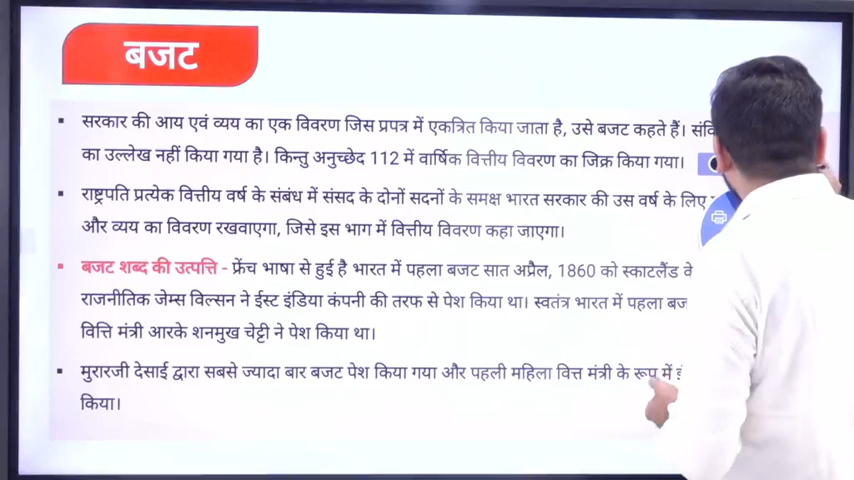 बजट
सरकार की आय एवं व्यय का एक विवरण जिस प्रपत्र में एकत्रित किया जाता है, उसे बजट कहते हैं।
का उल्लेख नहीं किया गया है। किन्तु अनुच्छेद 112 में वार्षिक वित्तीय विवरण का जिक्र किया गया।
राष्ट्रपति प्रत्येक वित्तीय वर्ष के संबंध में संसद के दोनों सदनों के समक्ष भारत सरकार की उस वर्ष के लिए
और व्यय का विवरण रखवाएगा, जिसे इस भाग में वित्तीय विवरण कहा जाएगा।
बजट शब्द की उत्पत्ति - फ्रेंच भाषा से हुई है भारत में पहला बजट सात अप्रैल, 1860 को स्काटलैंड के
राजनीतिक जेम्स विल्सन ने ईस्ट इंडिया कंपनी की तरफ से पेश किया था। स्वतंत्र भारत में पहला
वित्ति मंत्री आरके शनमुख चेट्टी ने पेश किया था।
मुरारजी देसाई द्वारा सबसे ज्यादा बार बजट पेश किया गया और पहली महिला वित्त मंत्री के रूप में
किया।